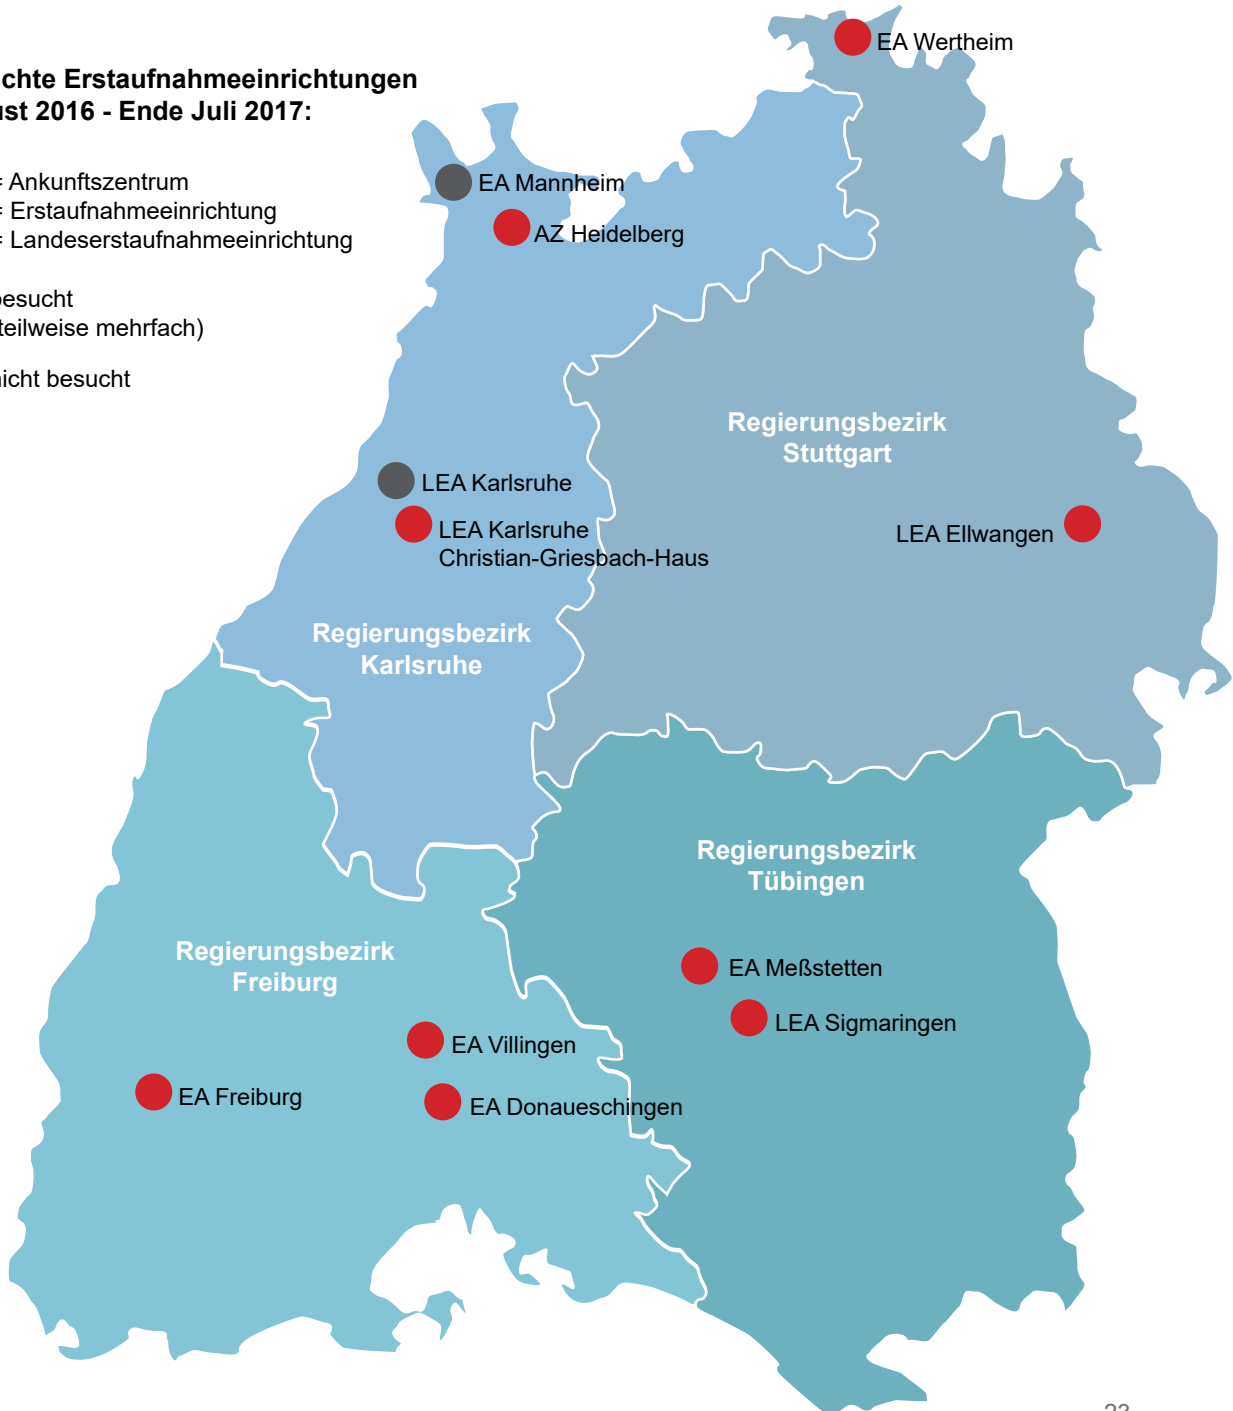 chte Erstaufnahmeeinrichtungen
ust 2016 - Ende Juli 2017:
= Ankunftszentrum
= Erstaufnahmeeinrichtung
= Landeserstaufnahmeeinrichtung
besucht
teilweise mehrfach)
nicht besucht
EA Wertheim
EA Mannheim
AZ Heidelberg
Regierungsbezirk
Stuttgart
LEA Karlsruhe
LEA Karlsruhe
Christian-Griesbach-Haus
LEA Ellwangen
Regierungsbezirk
Karlsruhe
Regierungsbezirk
Tübingen
Regierungsbezirk
Freiburg
EA Meßstetten
LEA Sigmaringen
EA Villingen
EA Freiburg
EA Donaueschingen
23